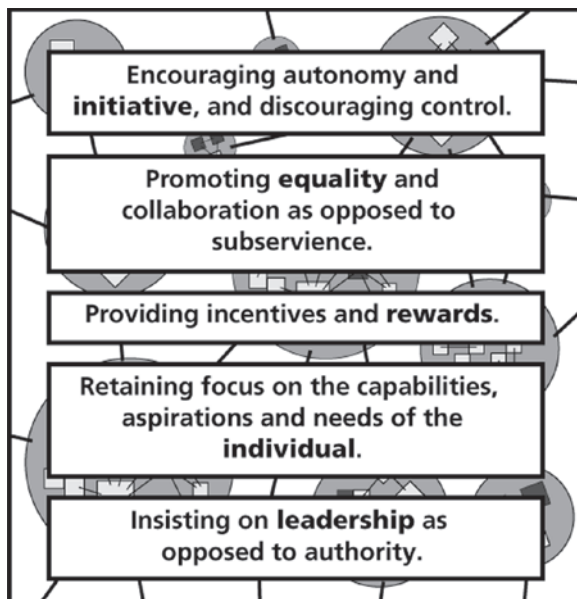 Encouraging autonomy and
initiative, and discouraging control.
Promoting equality and
collaboration as opposed to
subservience.
Providing incentives and rewards.
Retaining focus on the capabilities,
aspirations and needs of the
individual.
Insisting on leadership as
opposed to authority.